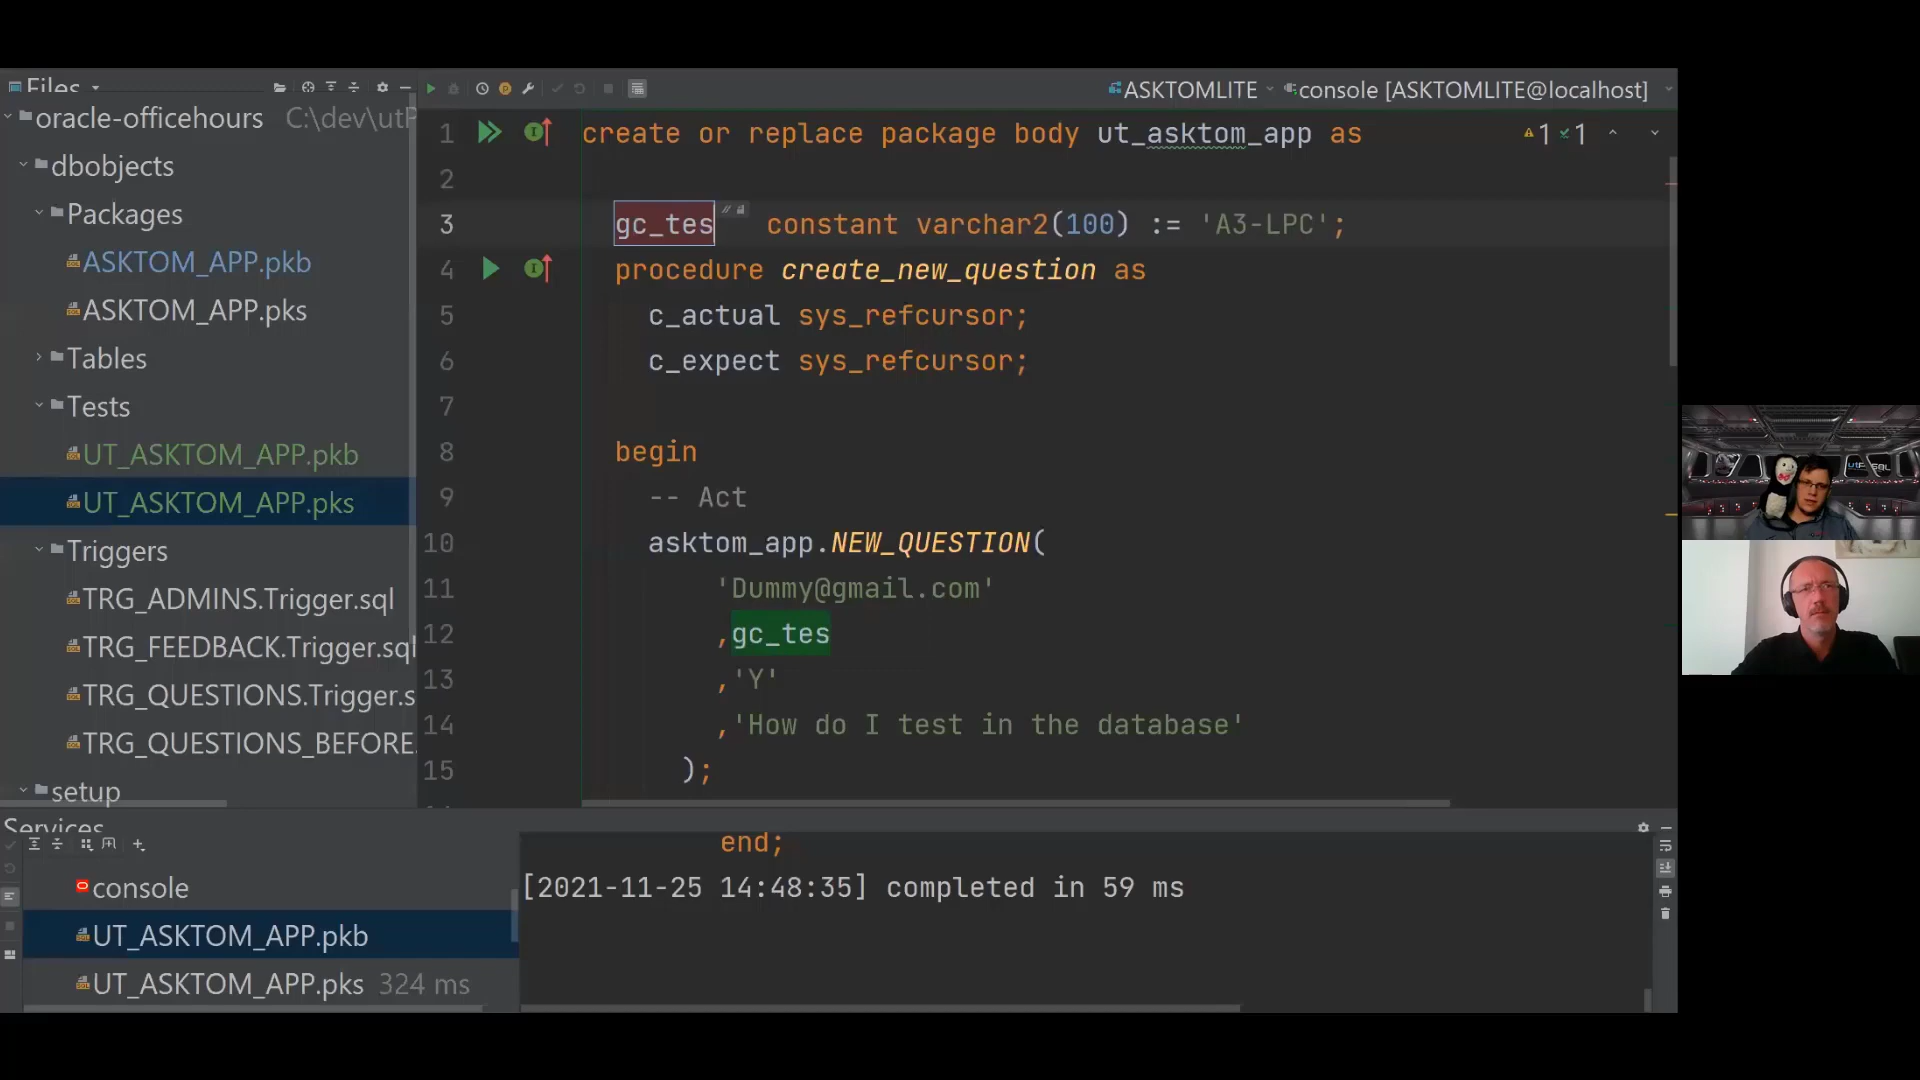 Files
ASKTOMLITE
console [ASKTOMLITE@localhost]
oracle-officehours C:\dev\utP
dbobjects
Packages
ASKTOM_APP.pkb
ASKTOM_APP.pks
Tables
Tests
UT_ASKTOM_APP.pkb
UT_ASKTOM_APP.pks
Triggers
TRG_ADMINS.Trigger.sql
TRG_FEEDBACK.Trigger.sql
TRG_QUESTIONS.Trigger.s
TRG_QUESTIONS_BEFORE.
setup
1 create or replace package body ut_asktom_app as
1 1
2
3 gc_tes constant varchar2(100) := 'A3-LPC';
4 procedure create_new_question as
5 c_actual sys_refcursor;
6 c_expect sys_refcursor;
7
8 begin
9 -- Act
10 asktom_app.NEW_QUESTION(
11 'Dummy@gmail.com'
12 ,gc_tes
13 ,'Y'
14 ,'How do I test in the database'
15 );
Services
console
UT_ASKTOM_APP.pkb
UT_ASKTOM_APP.pks 324 ms
end;
[2021-11-25 14:48:35] completed in 59 ms